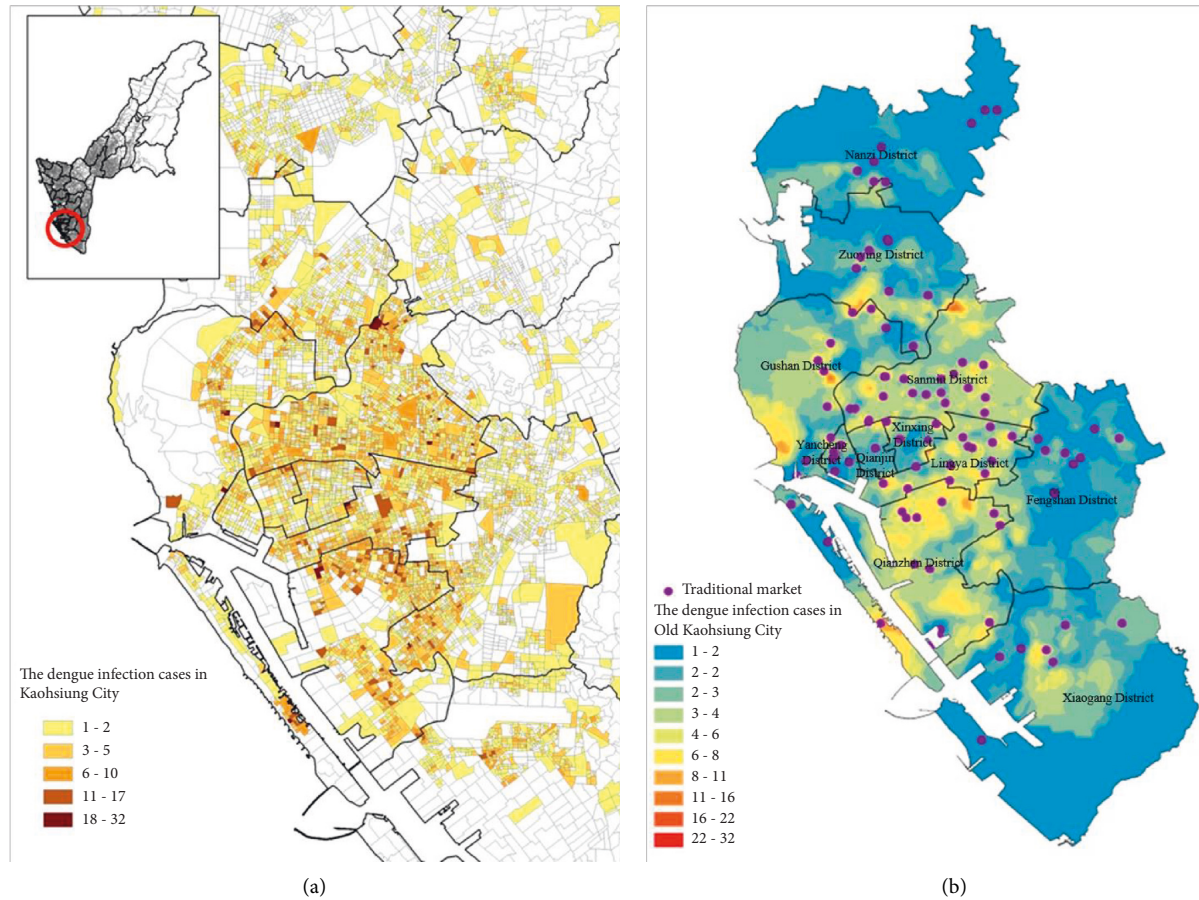 The dengue infection cases in
Kaohsiung City
1 - 2
3 - 5
6 - 10
11 - 17
18 - 32
(a)
Nanzi District
Zuoying District
Gushan District
Sanmin District
Xinxing
District
Yancheng
District
Qianjin
District
Lingya District
Fengshan District
Qianzhen District
Xiaogang District
Traditional market
The dengue infection cases in
Old Kaohsiung City
1 - 2
2 - 2
2 - 3
3 - 4
4 - 6
6 - 8
8 - 11
11 - 16
16 - 22
22 - 32
(b)